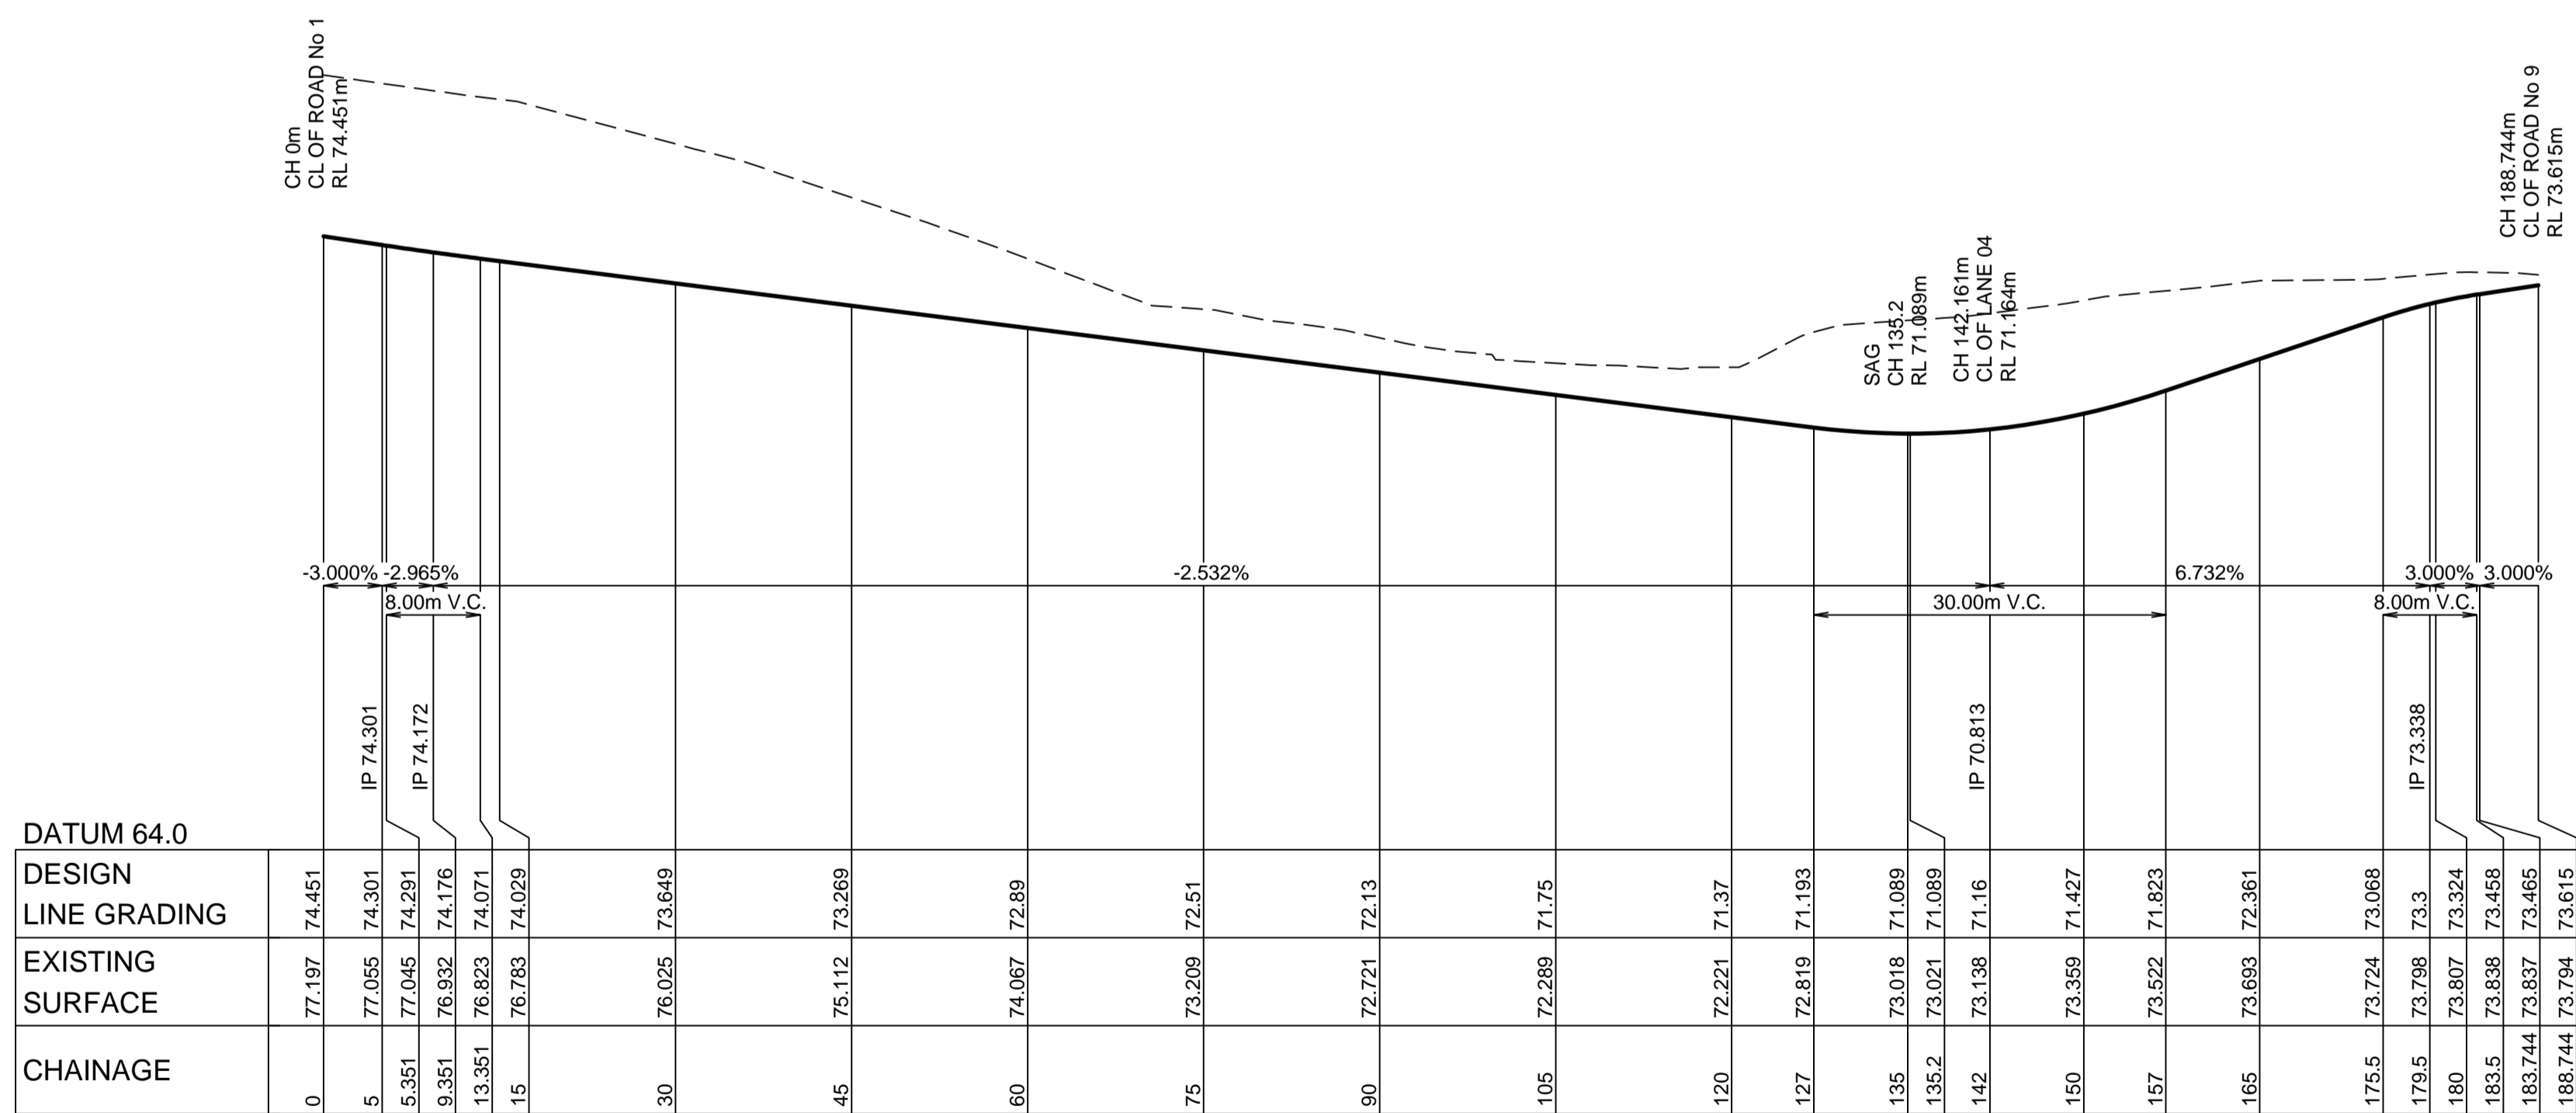 CH 0m
CL OF ROAD No 1
RL 74.451m
CH 188.744m
CL OF ROAD No 9
RL 73.615m
SAG
CH 135.2
RL 71.089m
CH 142.161m
CL OF LANE 04
RL 71.164m
-3.000% -2.965% -2.532% 6.732% 3.000% 3.000%
8.00m V.C. 30.00m V.C. 8.00m V.C.
IP 74.301
IP 74.172
IP 70.813
IP 73.338
DATUM 64.0
DESIGN
LINE GRADING
74.451 74.301 74.291 74.176 74.071 74.029 73.649 73.269 72.89 72.51 72.13 71.75 71.37 71.193 71.089 71.089 71.16 71.427 71.823 72.361 73.068 73.3 73.324 73.458 73.465 73.615
EXISTING
SURFACE
77.197 77.055 77.045 76.932 76.823 76.783 76.025 75.112 74.067 73.209 72.721 72.289 72.221 72.819 73.018 73.021 73.138 73.359 73.522 73.693 73.724 73.798 73.807 73.838 73.837 73.794
CHAINAGE
0 5 5.351 9.351 13.351 15 30 45 60 75 90 105 120 127 135 135.2 142 150 157 165 175.5 179.5 180 183.5 183.744 188.744